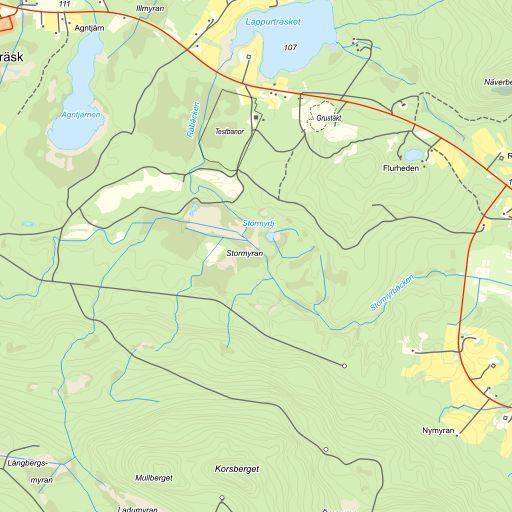 111
Illmyran
Agntjärn
räsk
Lappurträsket
107
Agntjärnen
Rabäcken
Testbanor
Grustäkt
Näverbe
Flurheden
R
1
Stormyrtj
Stormyran
Stormyrbäcken
Nymyran
Långbergs-
myran
Mullberget
Korsberget
Ladumyran